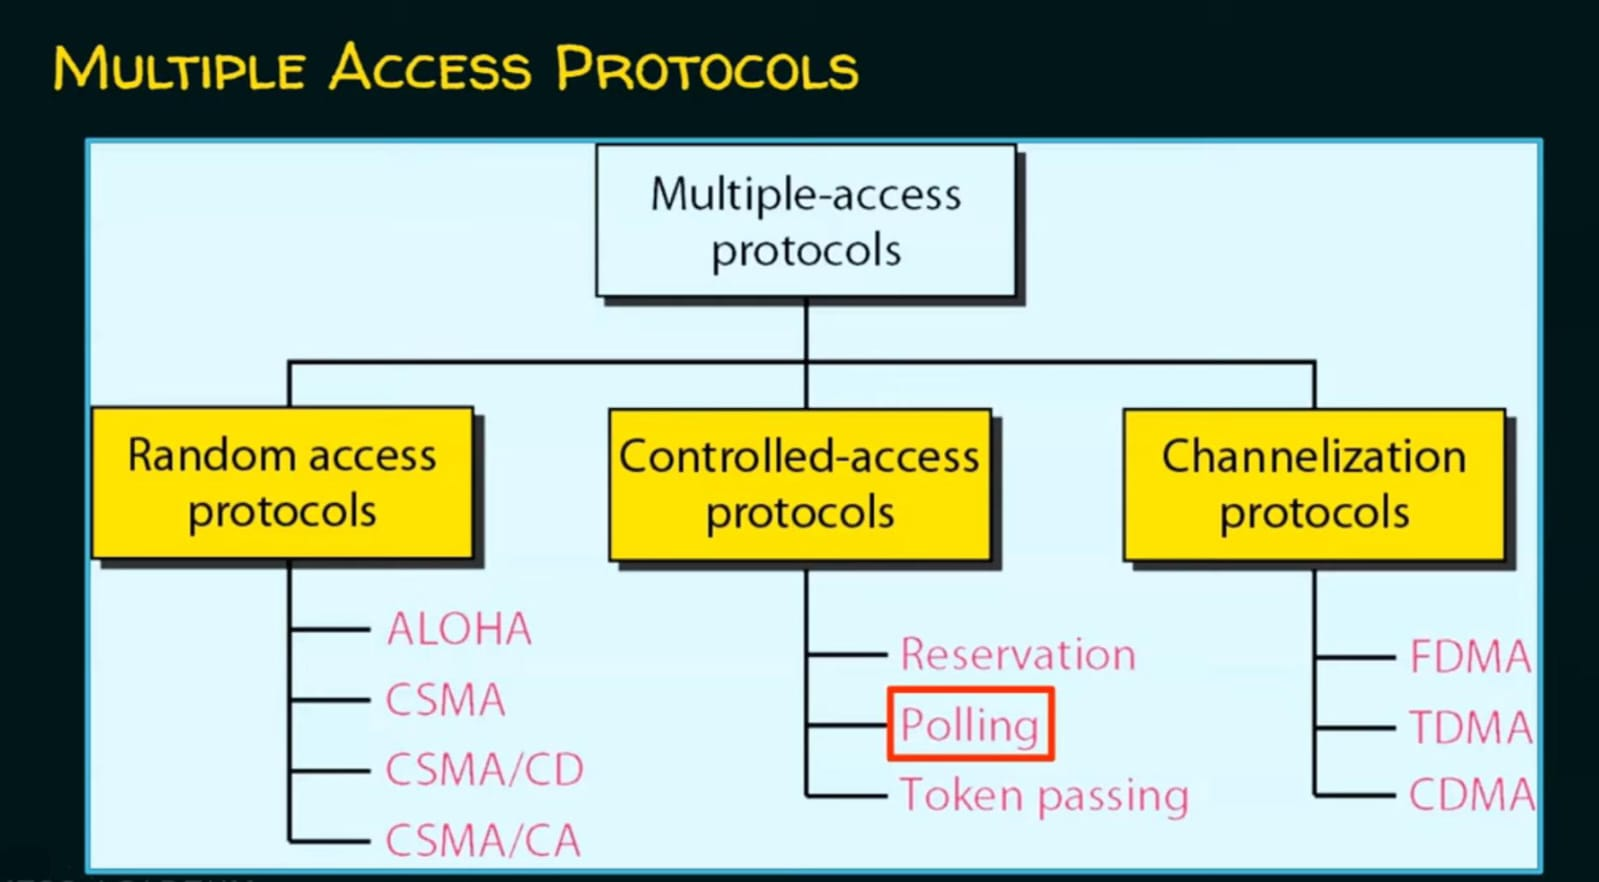 MULTIPLE ACCESS PROTOCOLS
Multiple-access
protocols
Random access
protocols
Controlled-access
protocols
Channelization
protocols
ALOHA
CSMA
CSMA/CD
CSMA/CA
Reservation
Polling
Token passing
FDMA
TDMA
CDMA